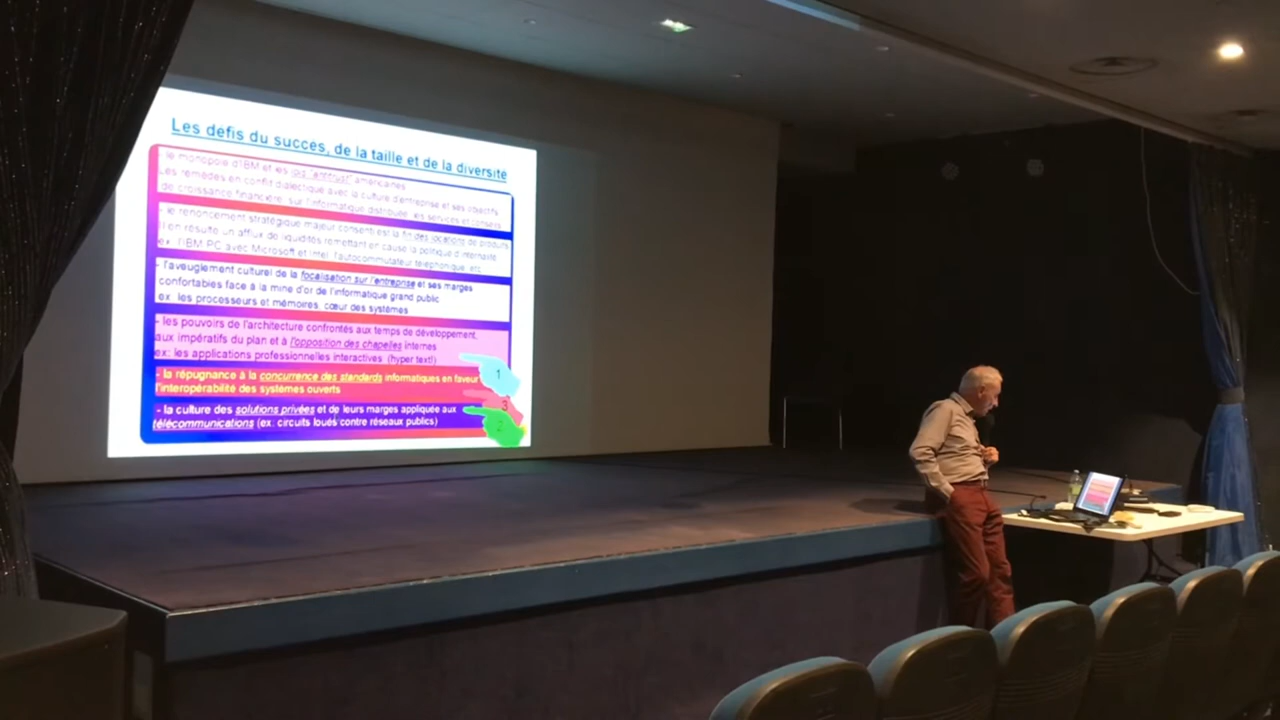 Les défis du succès, de la taille et de la diversité
- le monopole d'IBM et les lois "antitrust" américaines
Les remèdes en conflit dialectique avec la culture d'entreprise et ses objectifs
de croissance financière: sur l'informatique distribuée, les services et conseils
- le renoncement stratégique majeur consenti est la fin des locations de produits
Il en résulte un afflux de liquidités remettant en cause la politique d'internalité
ex: l'IBM PC avec Microsoft et Intel, l'autocommutateur téléphonique, etc
- l'aveuglement culturel de la focalisation sur l'entreprise et ses marges
confortables face à la mine d'or de l'informatique grand public
ex: les processeurs et mémoires, cœur des systèmes
- les pouvoirs de l'architecture confrontés aux temps de développement,
aux impératifs du plan et à l'opposition des chapelles internes
ex: les applications professionnelles interactives (hyper text!)
- la répugnance à la concurrence des standards informatiques en faveur
l'interopérabilité des systèmes ouverts
- la culture des solutions privées et de leurs marges appliquée aux
télécommunications (ex: circuits loués contre réseaux publics)
1
3
2